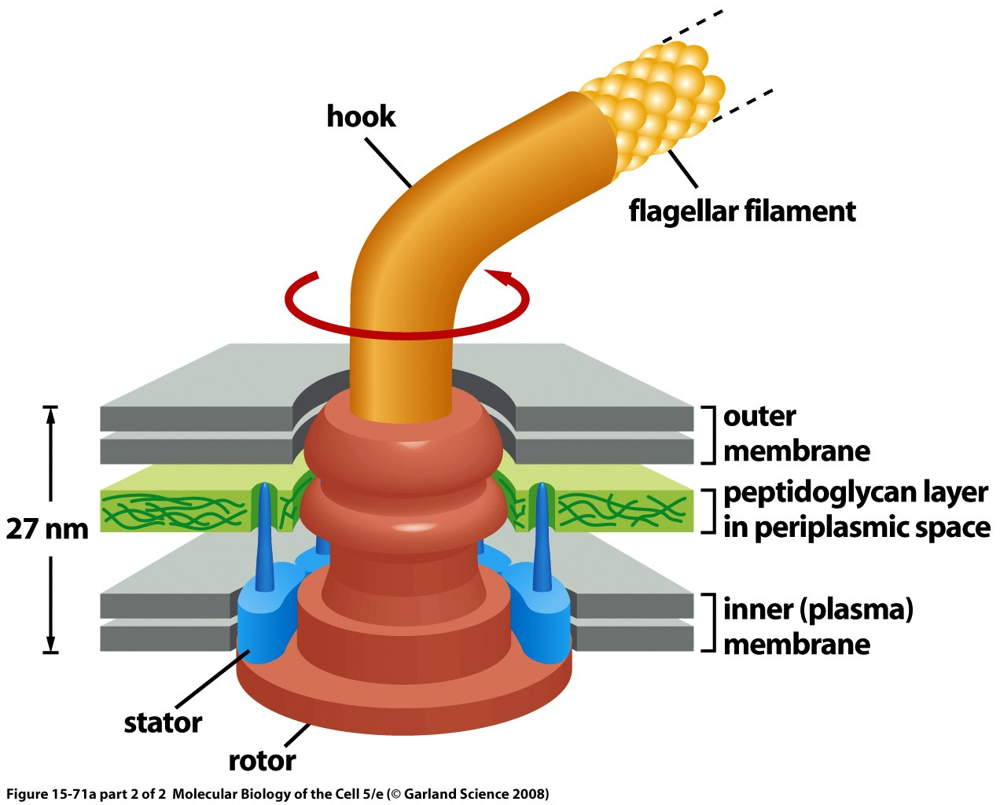 hook
flagellar filament
outer
membrane
peptidoglycan layer
in periplasmic space
27 nm
inner (plasma)
membrane
stator
rotor
Figure 15-71a part 2 of 2  Molecular Biology of the Cell 5/e (© Garland Science 2008)